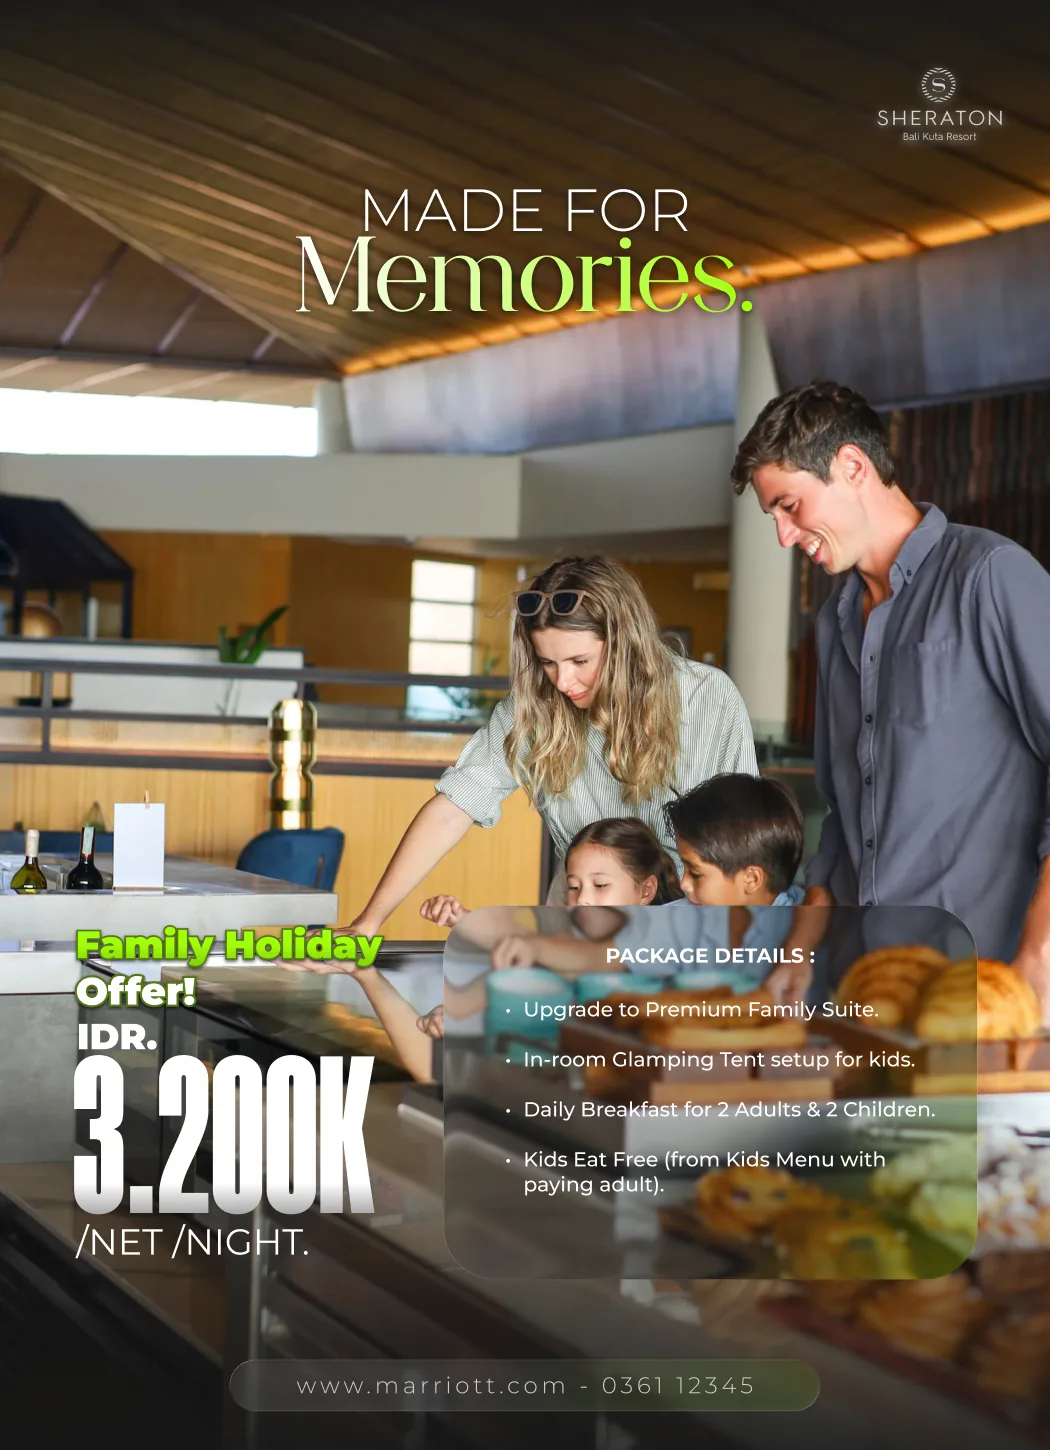 SHERATON
Bali Kuta Resort
MADE FOR
Memories.
Family Holiday
Offer!
IDR.
3.200K
/NET /NIGHT.
PACKAGE DETAILS :
• Upgrade to Premium Family Suite.
• In-room Glamping Tent setup for kids.
• Daily Breakfast for 2 Adults & 2 Children.
• Kids Eat Free (from Kids Menu with
paying adult).
www.marriott.com - 0361 12345